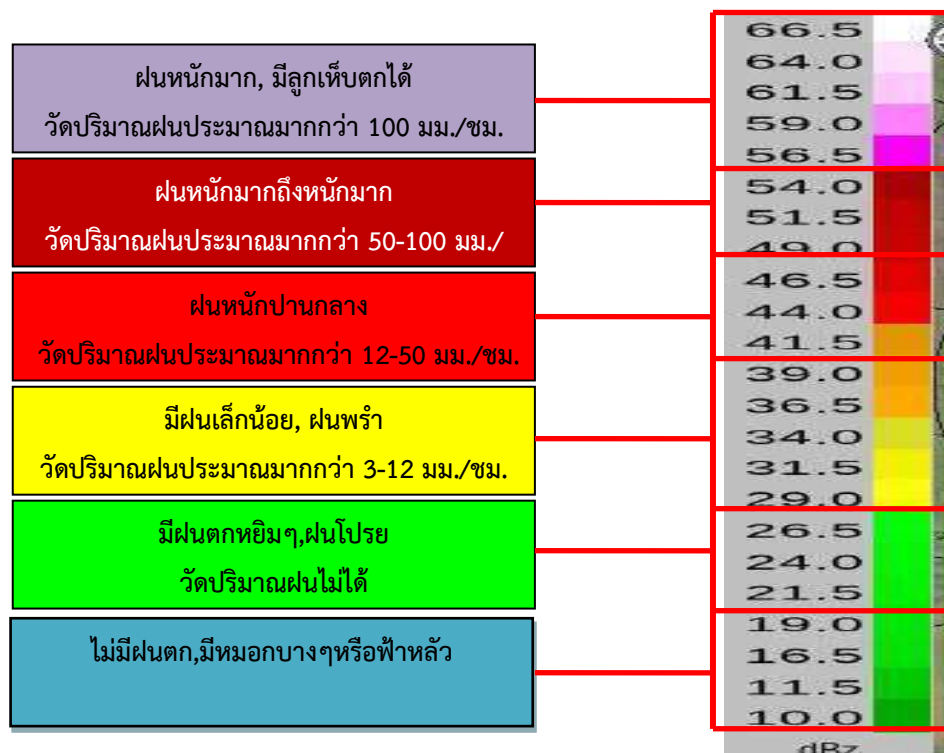 ฝนหนักมาก, มีลูกเห็บตกได้
วัดปริมาณฝนประมาณมากกว่า 100 มม./ชม.
ฝนหนักมากถึงหนักมาก
วัดปริมาณฝนประมาณมากกว่า 50-100 มม./
ฝนหนักปานกลาง
วัดปริมาณฝนประมาณมากกว่า 12-50 มม./ชม.
มีฝนเล็กน้อย, ฝนพรำ
วัดปริมาณฝนประมาณมากกว่า 3-12 มม./ชม.
มีฝนตกหยิมๆ,ฝนโปรย
วัดปริมาณฝนไม่ได้
ไม่มีฝนตก,มีหมอกบางๆหรือฟ้าหลัว
66.5
64.0
61.5
59.0
56.5
54.0
51.5
49.0
46.5
44.0
41.5
39.0
36.5
34.0
31.5
29.0
26.5
24.0
21.5
19.0
16.5
11.5
10.0
dBz